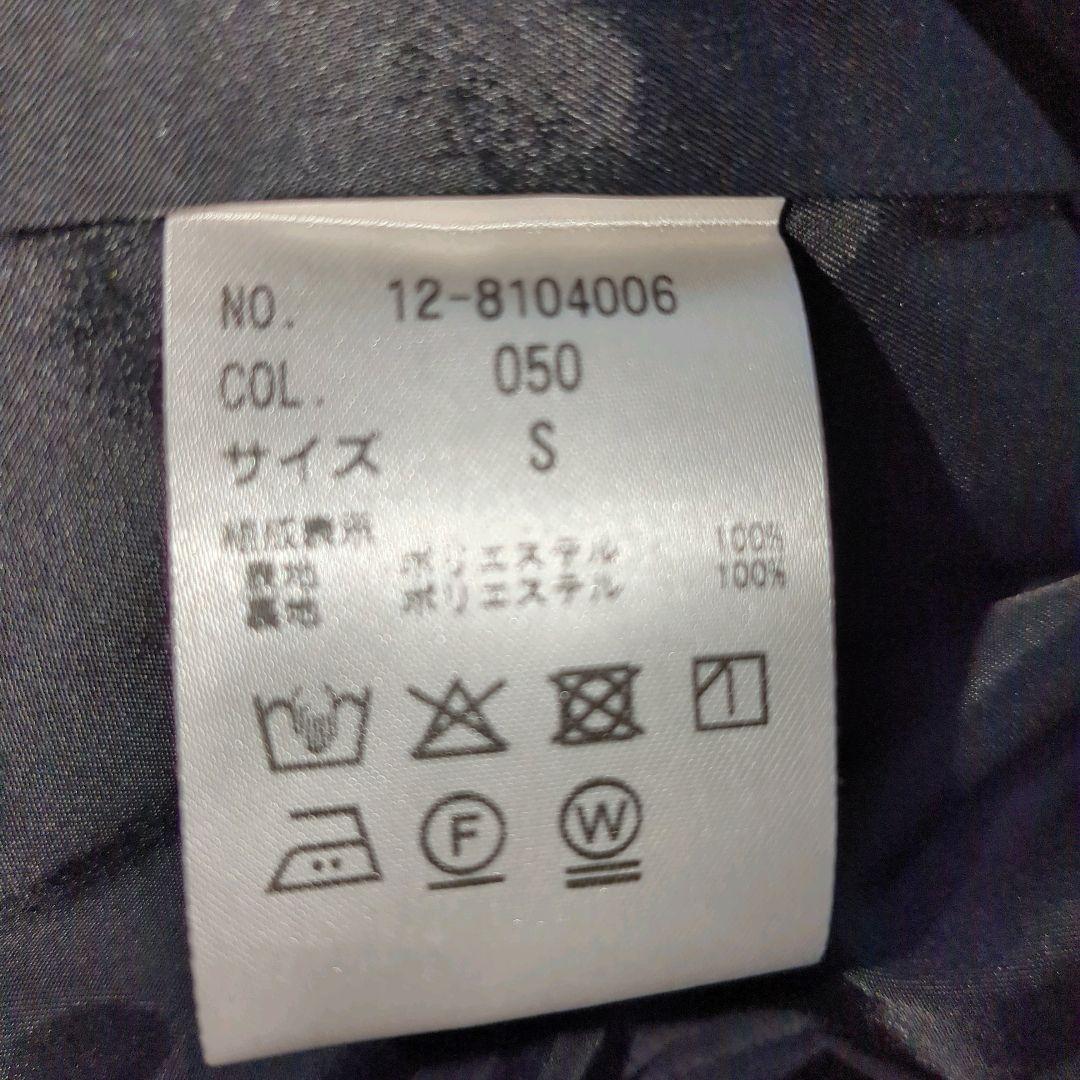 NO. 12-8104006
COL. 050
サイズ S
組成表示
表地 ポリエステル 100%
裏地 ポリエステル 100%
F
W